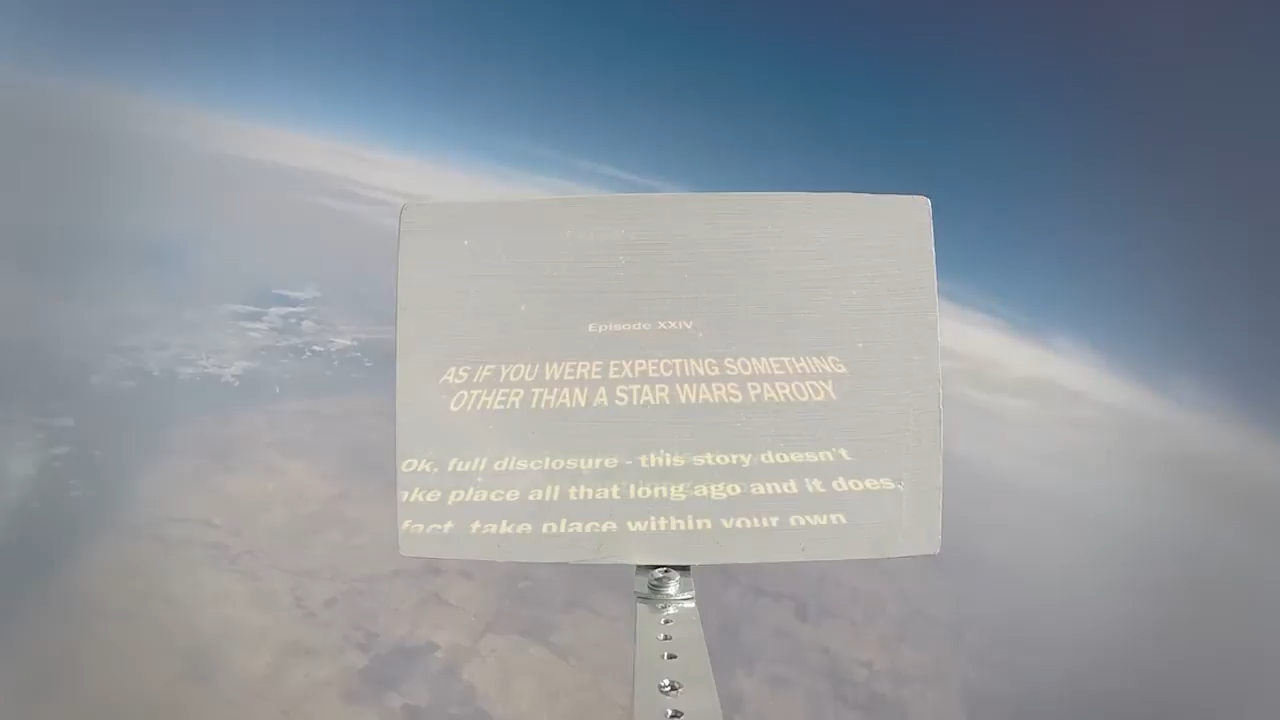 Episode XXIV
AS IF YOU WERE EXPECTING SOMETHING
OTHER THAN A STAR WARS PARODY
Ok, full disclosure - this story doesn't
ke place all that long ago and it does,
fact, take place within your own